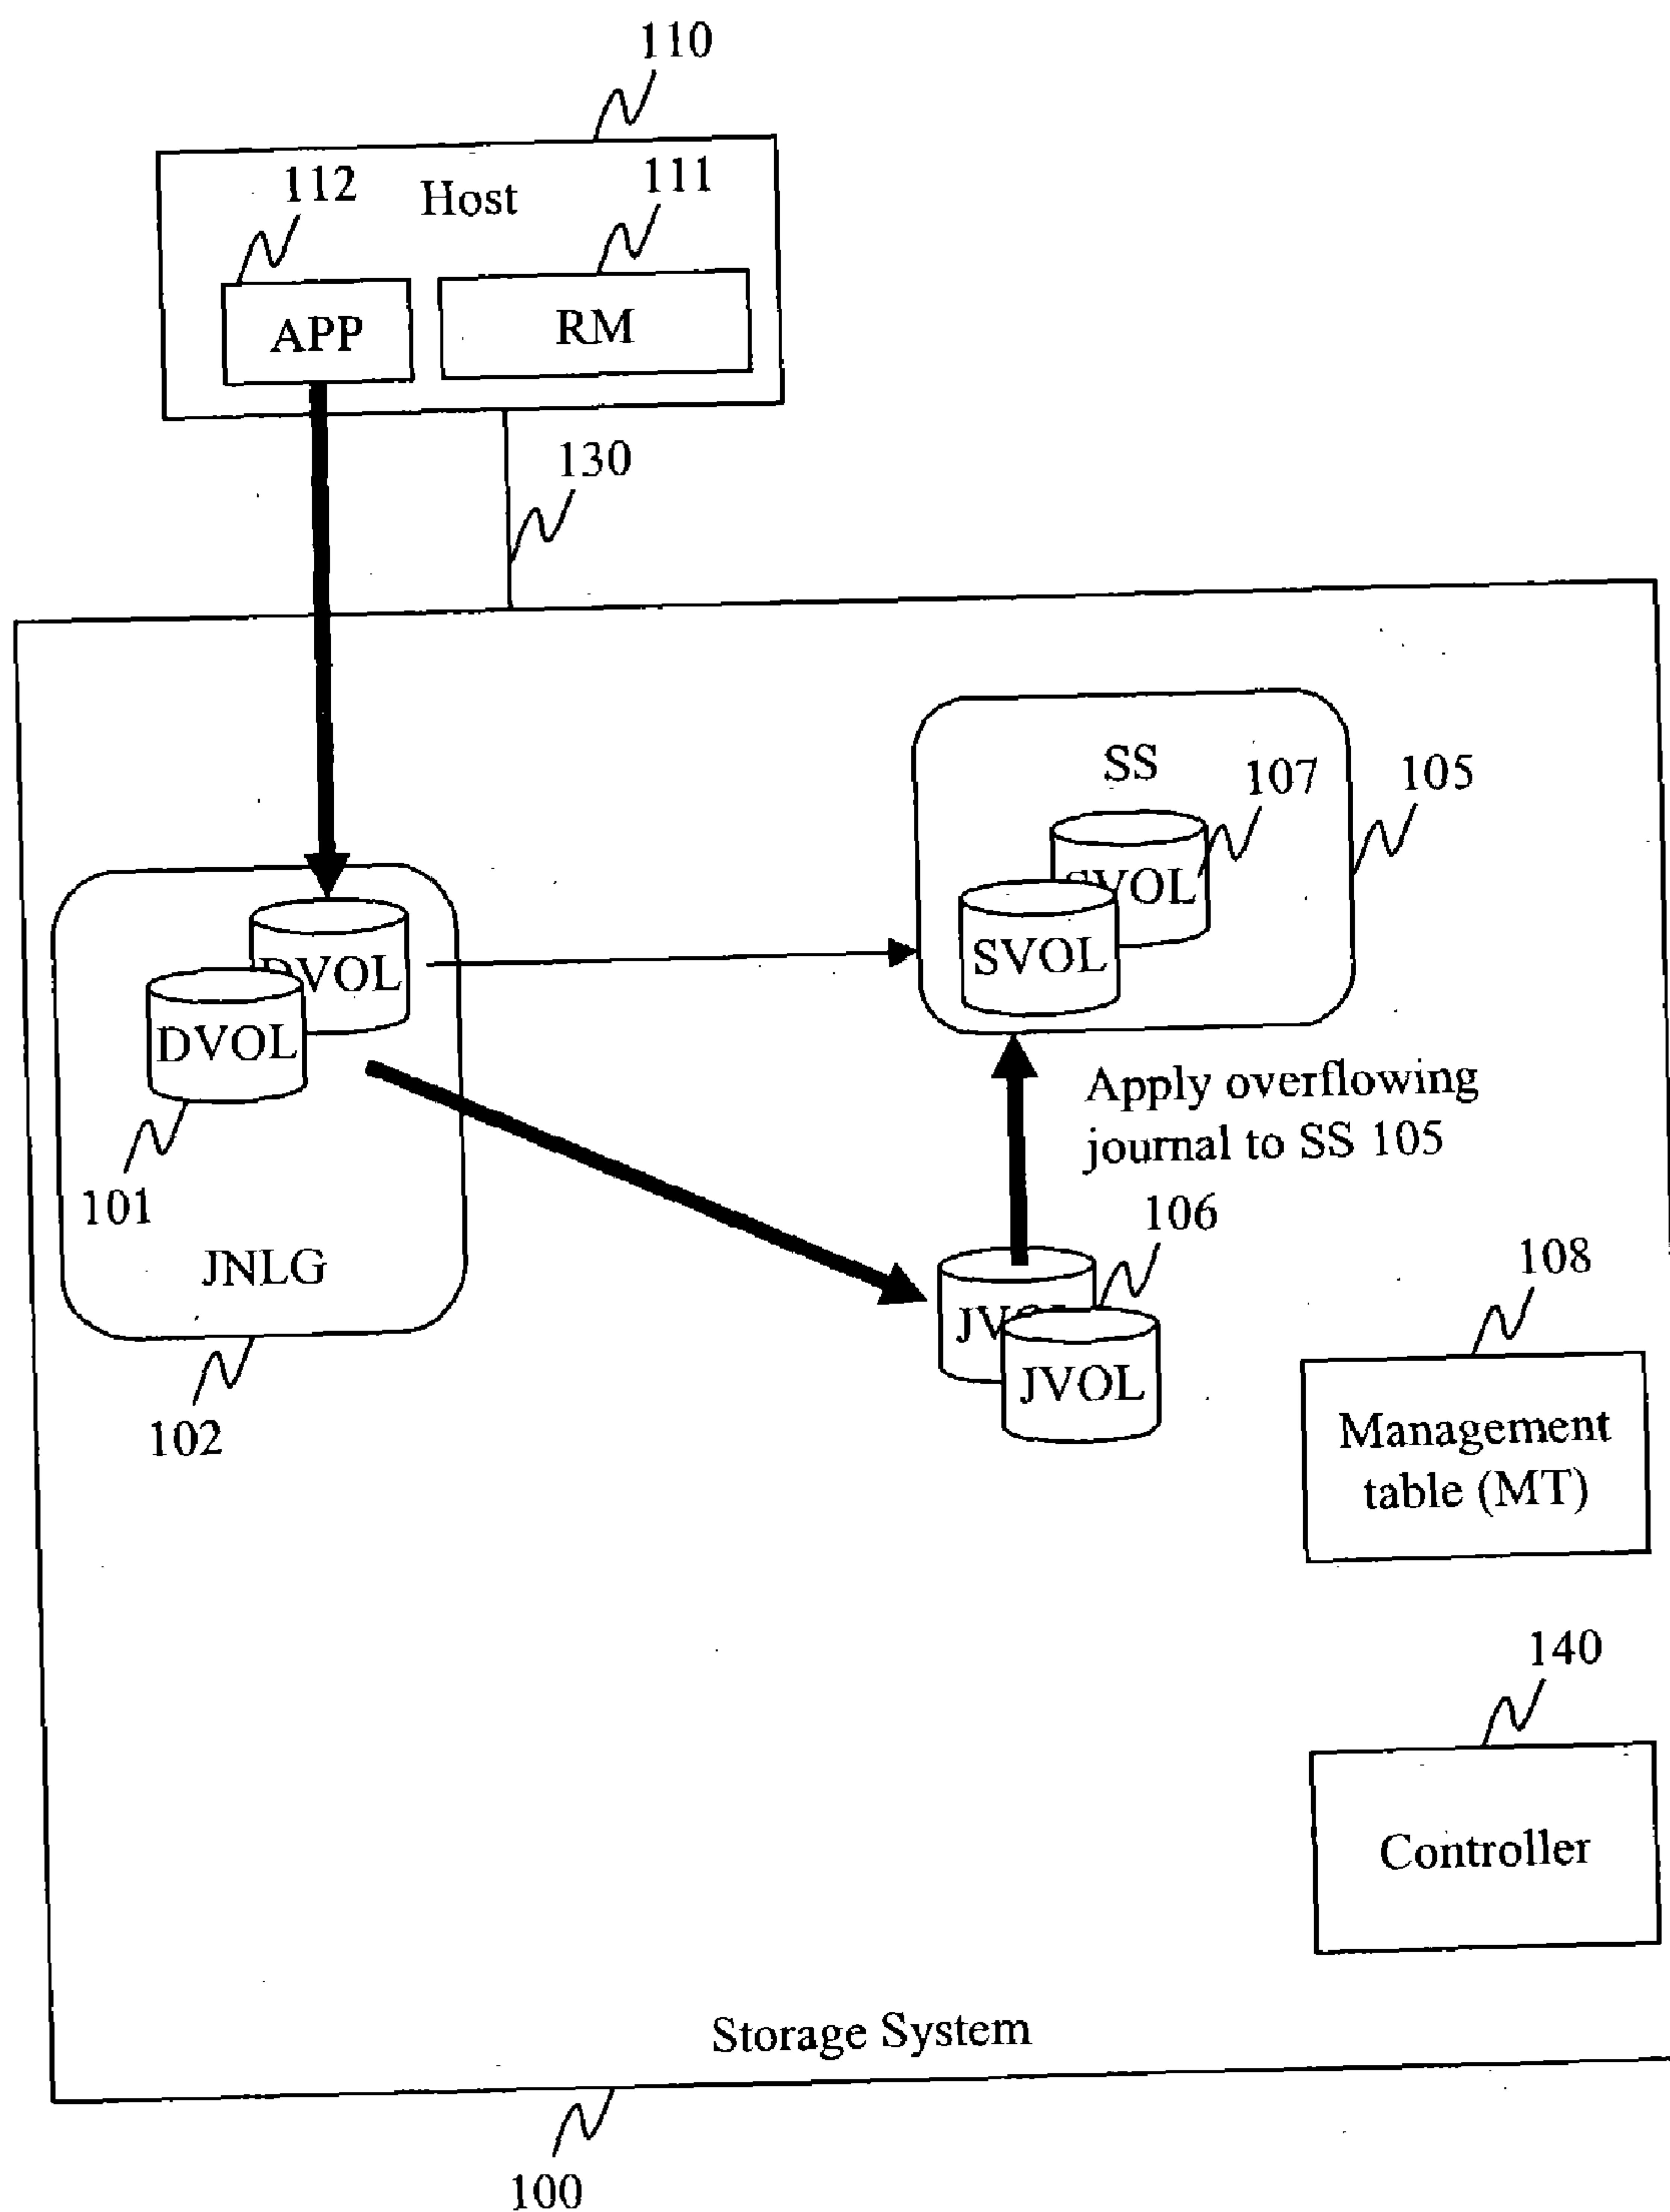 110
112
Host
111
APP
RM
130
SS
107
105
SVOL
SVOL
DVOL
DVOL
101
Apply overflowing
journal to SS 105
106
JNLG
102
JVOL
108
Management
table (MT)
140
Controller
Storage System
100